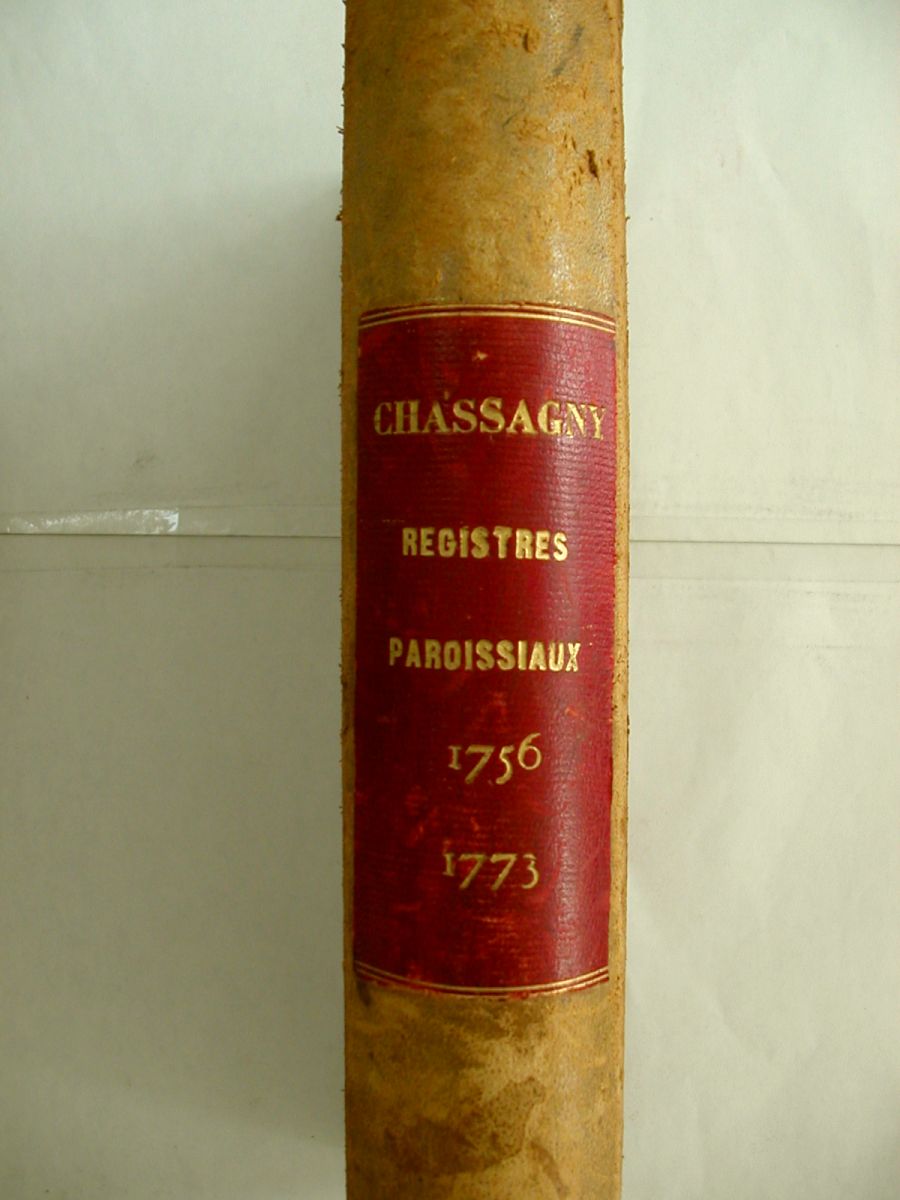 CHASSAGNY
REGISTRES
PAROISSIAUX
1756
1773